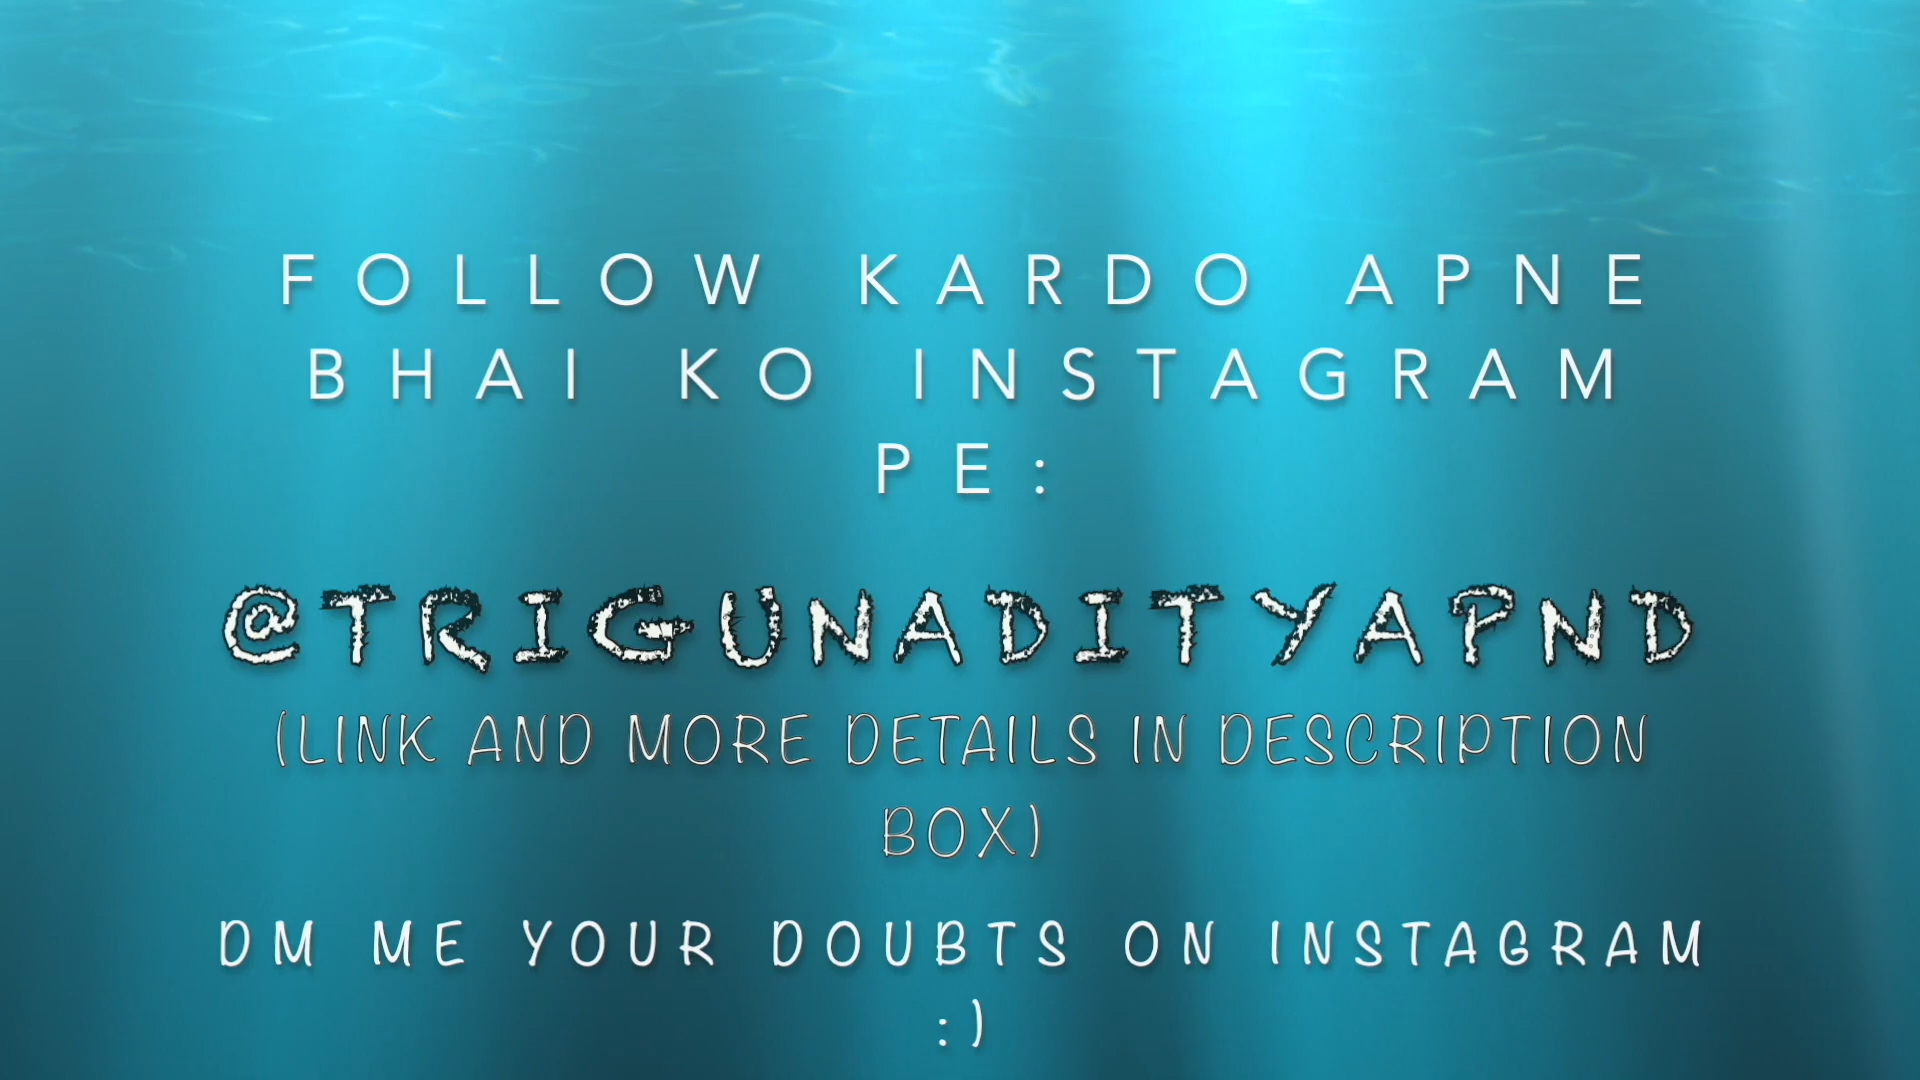 FOLLOW KARDO APNE
BHAI KO INSTAGRAM
PE:
@TRIGUNADITYAPND
(LINK AND MORE DETAILS IN DESCRIPTION
BOX)
DM ME YOUR DOUBTS ON INSTAGRAM
:)